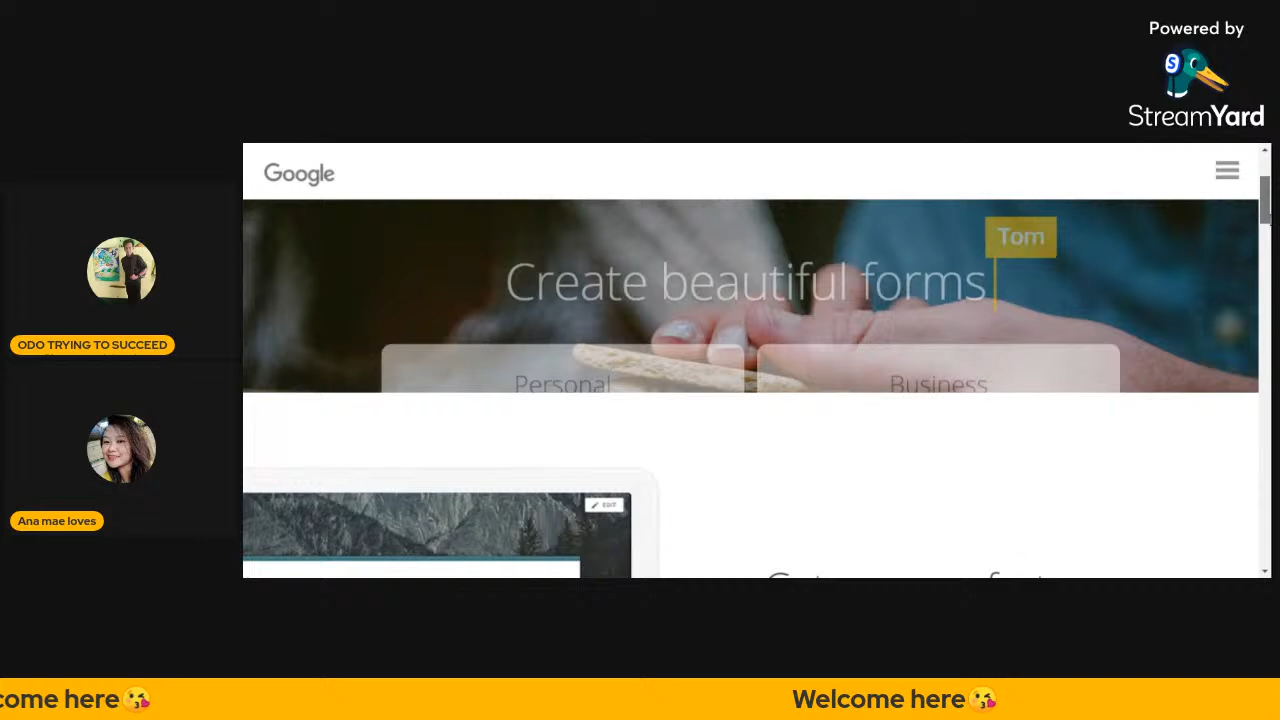 Powered by
StreamYard
Google
Tom
Create beautiful forms
Personal
Business
EDIT
ODO TRYING TO SUCCEED
Ana mae loves
come here😘
Welcome here😘